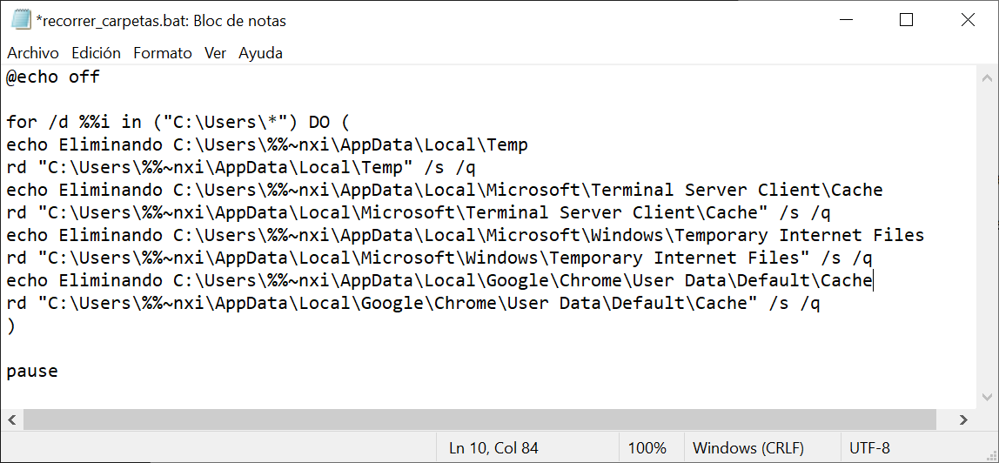 *recorrer_carpetas.bat: Bloc de notas
Archivo Edición Formato Ver Ayuda
@echo off
for /d %%i in ("C:\Users\*") DO (
echo Eliminando C:\Users\%%~nxi\AppData\Local\Temp
rd "C:\Users\%%~nxi\AppData\Local\Temp" /s /q
echo Eliminando C:\Users\%%~nxi\AppData\Local\Microsoft\Terminal Server Client\Cache
rd "C:\Users\%%~nxi\AppData\Local\Microsoft\Terminal Server Client\Cache" /s /q
echo Eliminando C:\Users\%%~nxi\AppData\Local\Microsoft\Windows\Temporary Internet Files
rd "C:\Users\%%~nxi\AppData\Local\Microsoft\Windows\Temporary Internet Files" /s /q
echo Eliminando C:\Users\%%~nxi\AppData\Local\Google\Chrome\User Data\Default\Cache
rd "C:\Users\%%~nxi\AppData\Local\Google\Chrome\User Data\Default\Cache" /s /q
)
pause
Ln 10, Col 84 100% Windows (CRLF) UTF-8